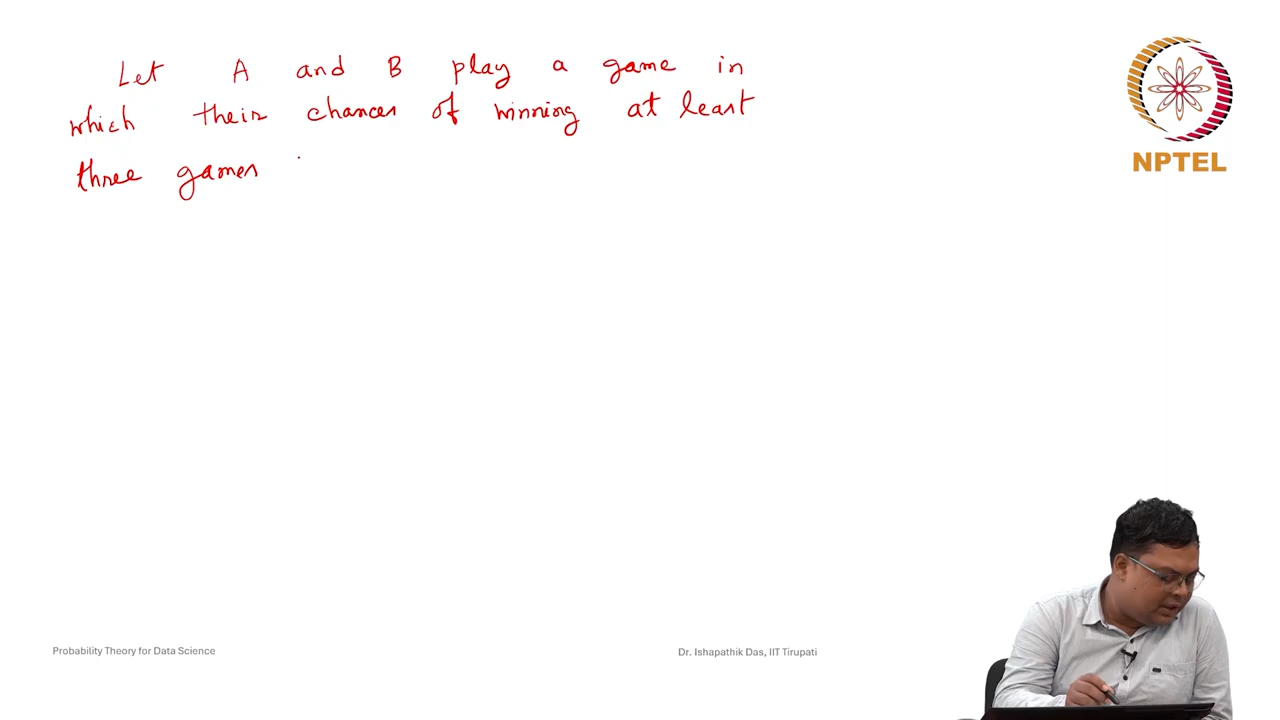 Let A and B play a game in
which their chances of winning at least
three games
NPTEL
Probability Theory for Data Science
Dr. Ishapathik Das, IIT Tirupati